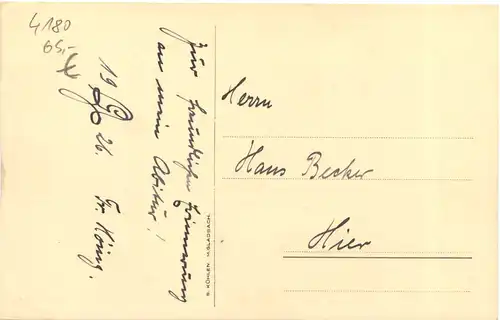 4180
65,-
Zur freundlichen Erinnerung
an mein Abitur!
19 26.
Fr. König.
Herrn
Hans Becker
Hier
B. KÜHLEN M.GLADBACH.